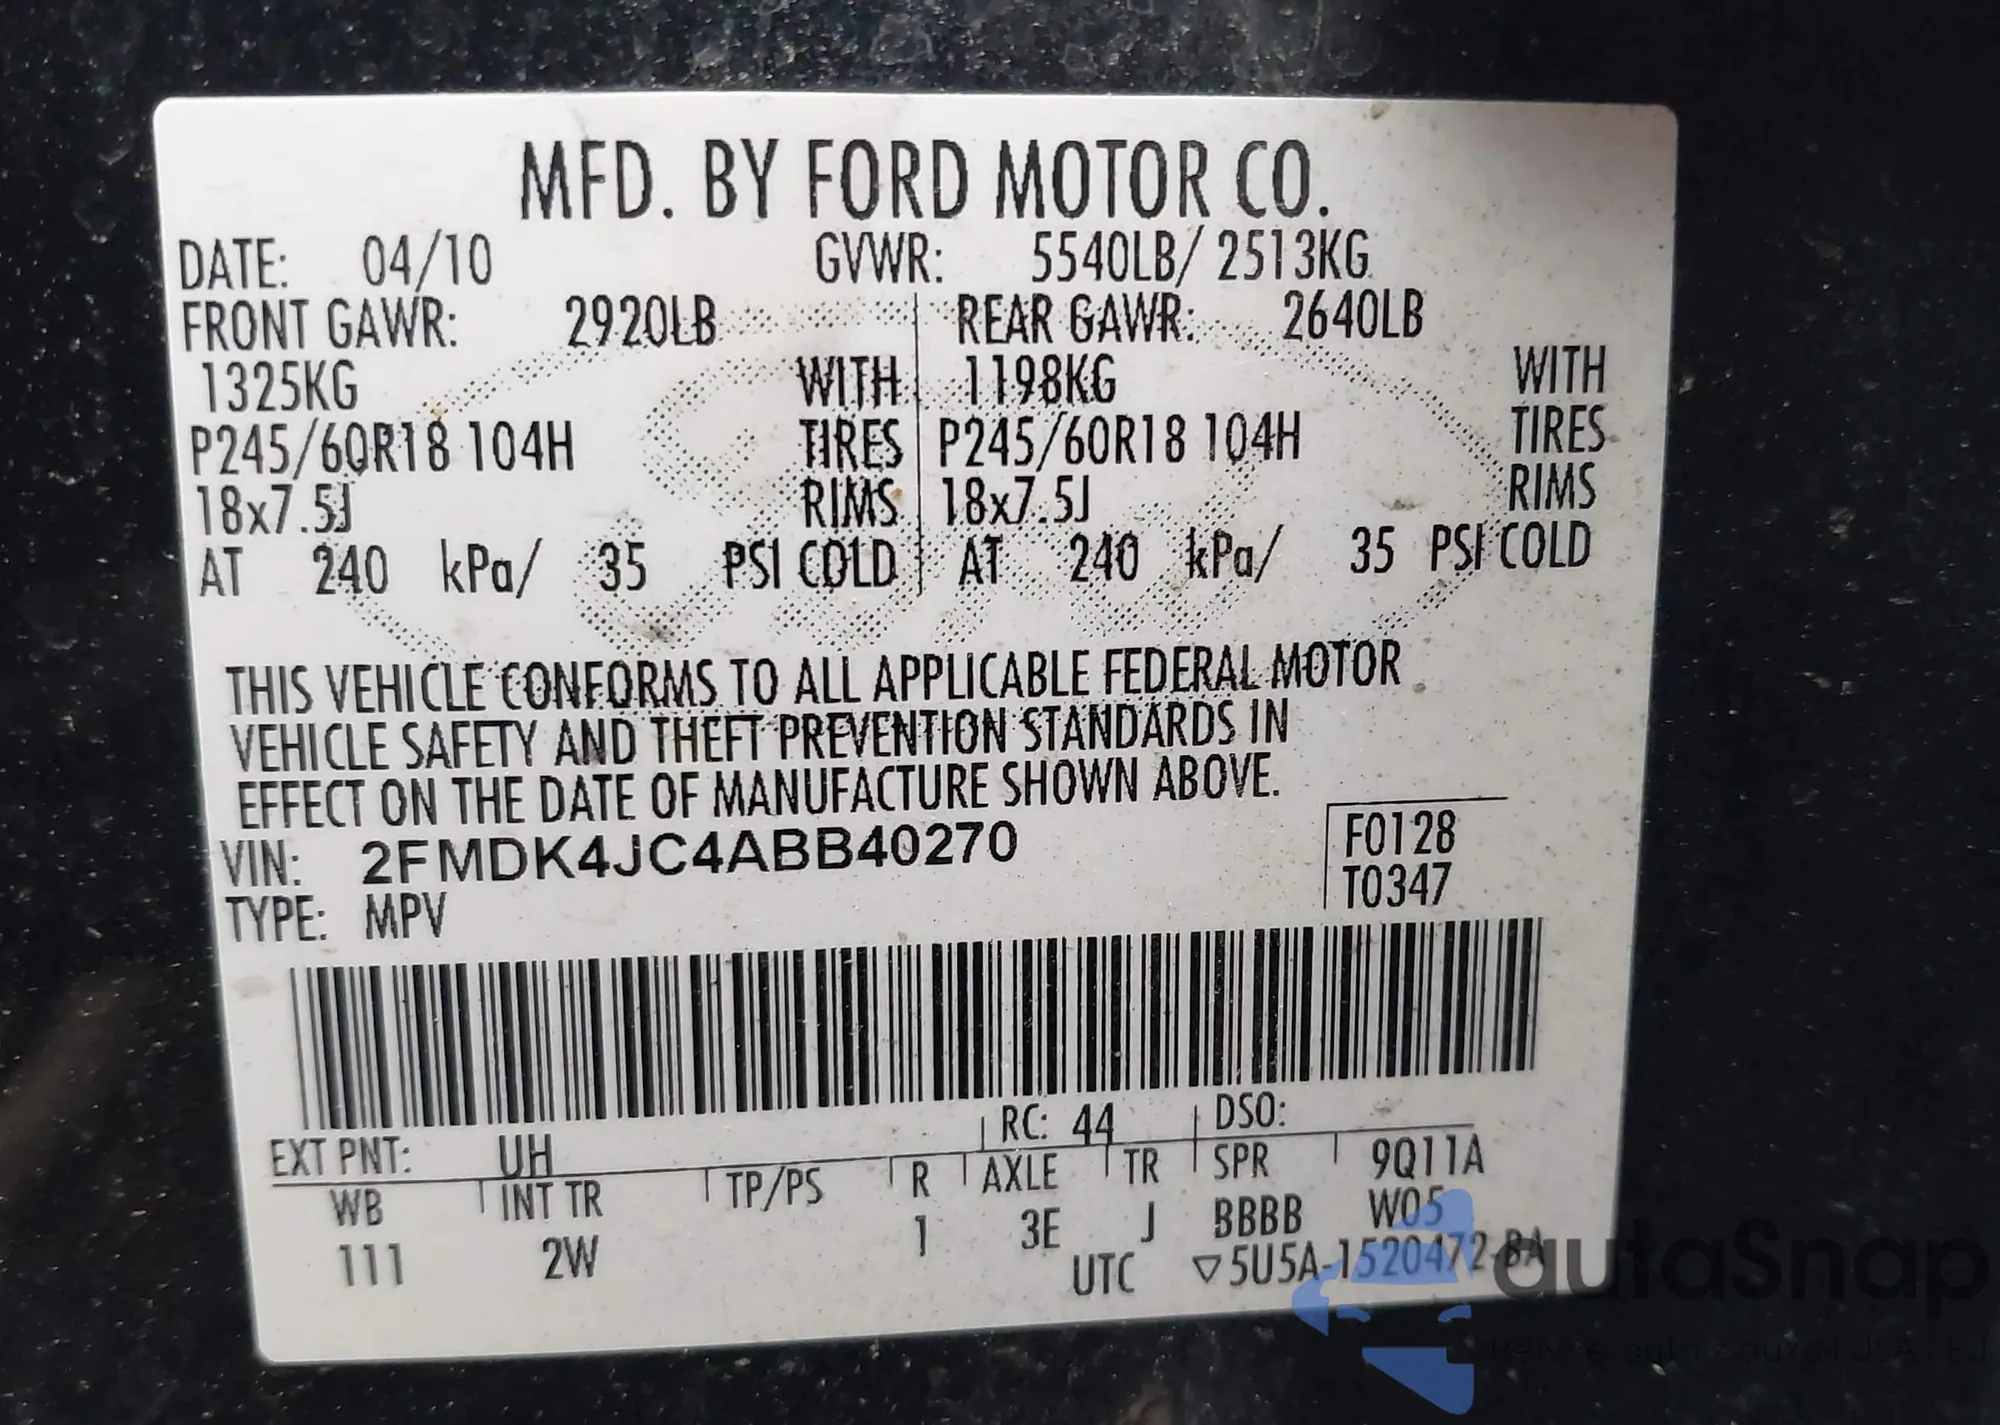 MFD. BY FORD MOTOR CO.
DATE: 04/10 GVWR: 5540LB/ 2513KG
FRONT GAWR: 2920LB REAR GAWR: 2640LB
1325KG WITH 1198KG WITH
P245/60R18 104H TIRES P245/60R18 104H TIRES
18x7.5J RIMS 18x7.5J RIMS
AT 240 kPa/ 35 PSI COLD AT 240 kPa/ 35 PSI COLD
THIS VEHICLE CONFORMS TO ALL APPLICABLE FEDERAL MOTOR
VEHICLE SAFETY AND THEFT PREVENTION STANDARDS IN
EFFECT ON THE DATE OF MANUFACTURE SHOWN ABOVE.
VIN: 2FMDK4JC4ABB40270 F0128
TYPE: MPV T0347
EXT PNT: UH RC: 44 DSO:
WB INT TR TP/PS R AXLE TR SPR 9Q11A
111 2W 1 3E J BBBB W05
UTC ▽5U5A-1520472-BA
autaSnap